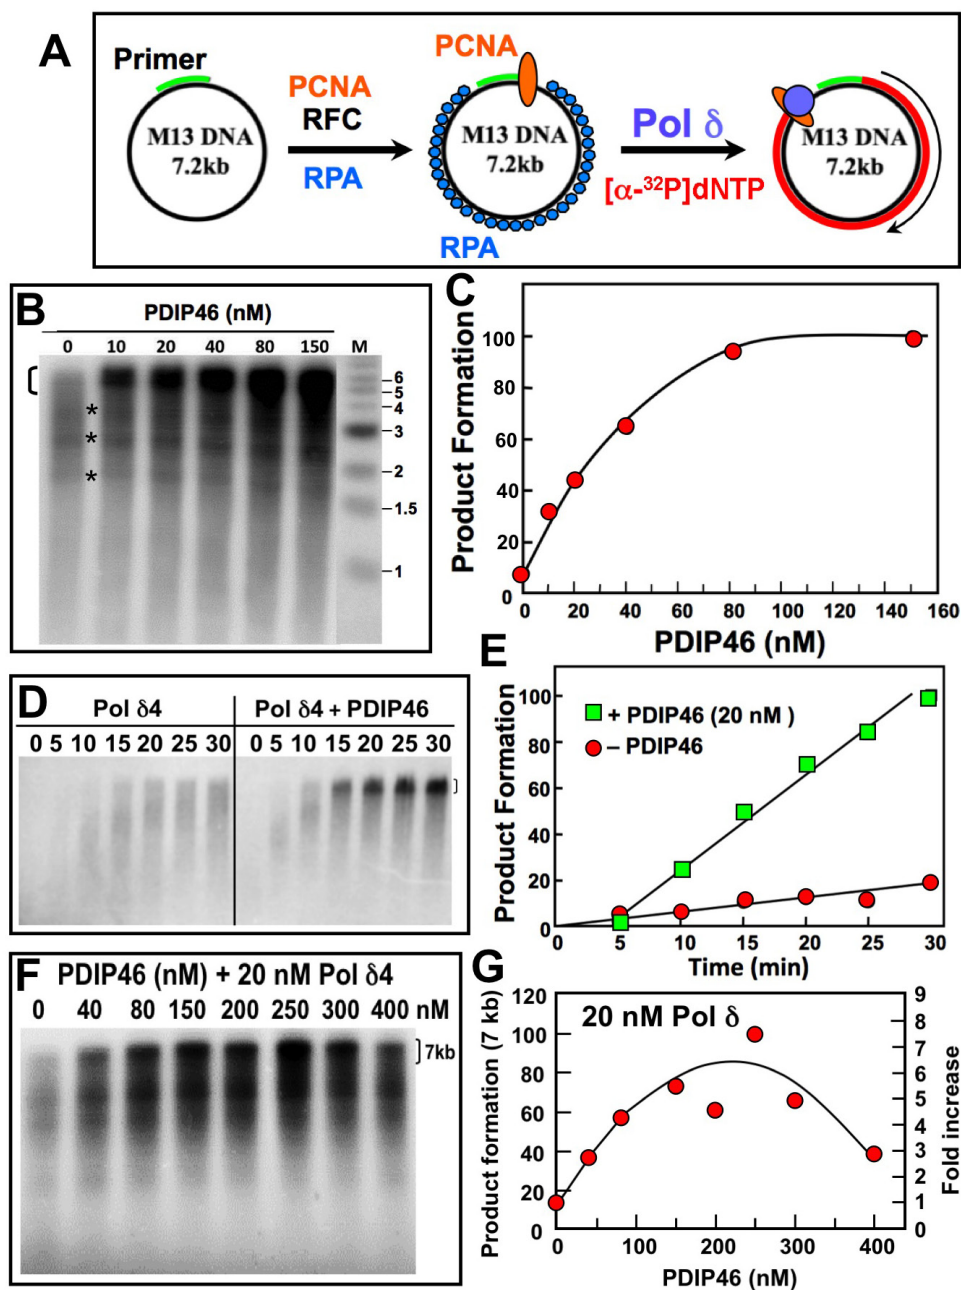 A
Primer
M13 DNA
7.2kb
PCNA
RFC
RPA
PCNA
M13 DNA
7.2kb
RPA
Pol δ
[α-³²P]dNTP
M13 DNA
7.2kb
B
PDIP46 (nM)
0 10 20 40 80 150 M
6
5
4
3
2
1.5
1
*
*
*
C
Product Formation
100
80
60
40
20
0
0 20 40 60 80 100 120 140 160
PDIP46 (nM)
D
Pol δ4
Pol δ4 + PDIP46
0 5 10 15 20 25 30
0 5 10 15 20 25 30
E
Product Formation
100
80
60
40
20
0
+ PDIP46 (20 nM )
– PDIP46
0 5 10 15 20 25 30
Time (min)
F
PDIP46 (nM) + 20 nM Pol δ4
0 40 80 150 200 250 300 400 nM
7kb
G
Product formation (7 kb)
120
100
80
60
40
20
0
20 nM Pol δ
9
8
7
6
5
4
3
2
1
0
Fold increase
0 100 200 300 400
PDIP46 (nM)